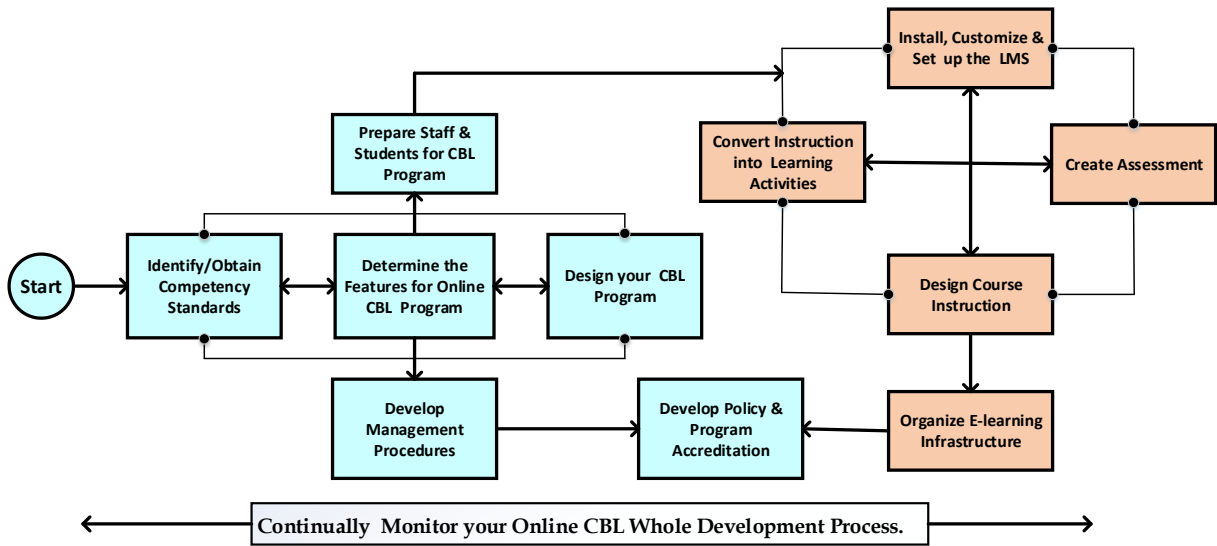 Install, Customize &
Set up the LMS
Prepare Staff &
Students for CBL
Program
Convert Instruction
into Learning
Activities
Create Assessment
Start
Identify/Obtain
Competency
Standards
Determine the
Features for Online
CBL Program
Design your CBL
Program
Design Course
Instruction
Develop
Management
Procedures
Develop Policy &
Program
Accreditation
Organize E-learning
Infrastructure
Continually Monitor your Online CBL Whole Development Process.